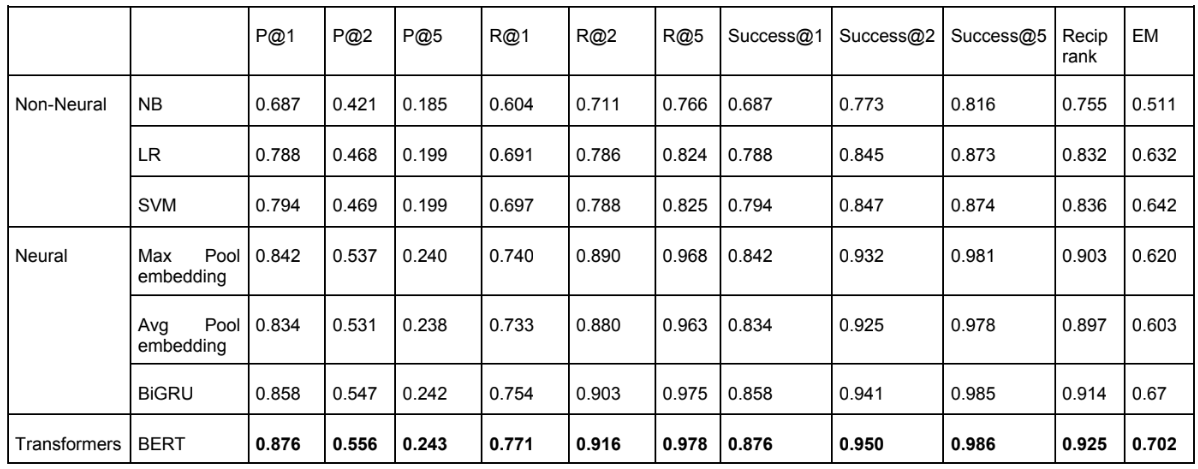 P@1 P@2 P@5 R@1 R@2 R@5 Success@1 Success@2 Success@5 Recip rank EM
Non-Neural NB 0.687 0.421 0.185 0.604 0.711 0.766 0.687 0.773 0.816 0.755 0.511
LR 0.788 0.468 0.199 0.691 0.786 0.824 0.788 0.845 0.873 0.832 0.632
SVM 0.794 0.469 0.199 0.697 0.788 0.825 0.794 0.847 0.874 0.836 0.642
Neural Max Pool embedding 0.842 0.537 0.240 0.740 0.890 0.968 0.842 0.932 0.981 0.903 0.620
Avg Pool embedding 0.834 0.531 0.238 0.733 0.880 0.963 0.834 0.925 0.978 0.897 0.603
BiGRU 0.858 0.547 0.242 0.754 0.903 0.975 0.858 0.941 0.985 0.914 0.67
Transformers BERT 0.876 0.556 0.243 0.771 0.916 0.978 0.876 0.950 0.986 0.925 0.702